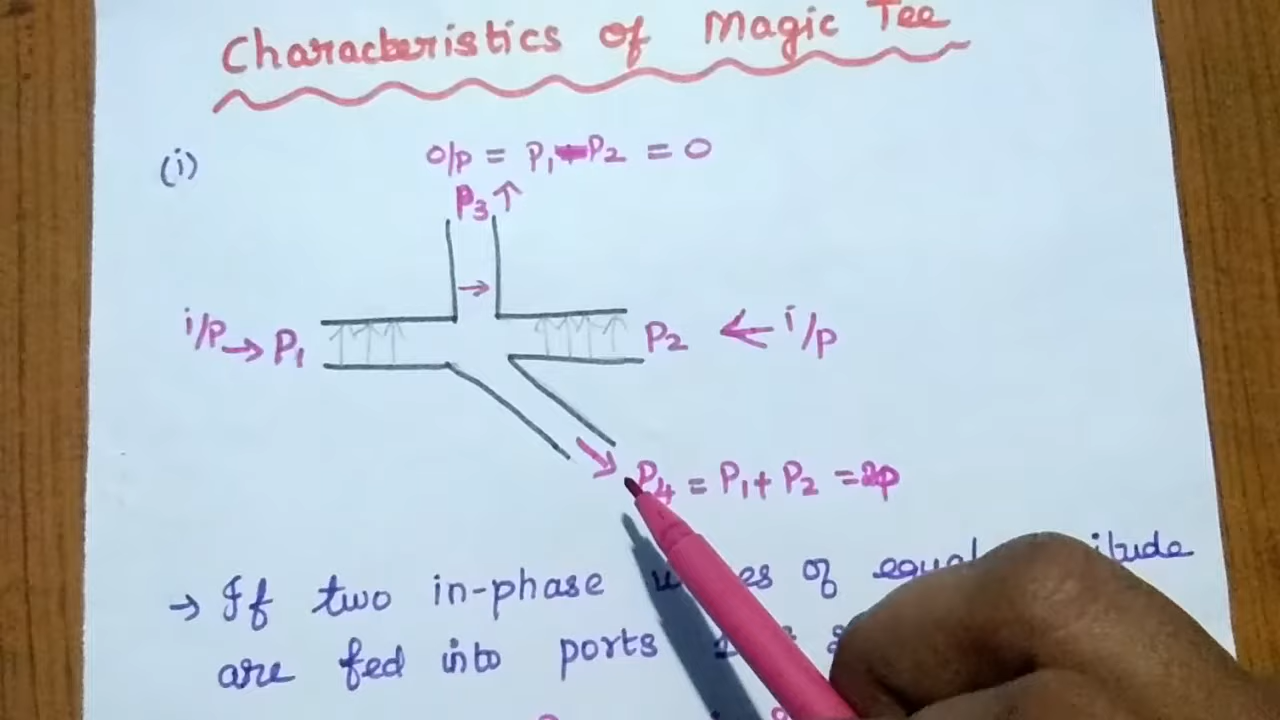 Characteristics of Magic Tee
(i)
o/p = P1 - P2 = 0
P3 ↑
→
i/p → P1
P2 ← i/p
P4 = P1 + P2 = 2p
→ If two in-phase of
are fed into ports